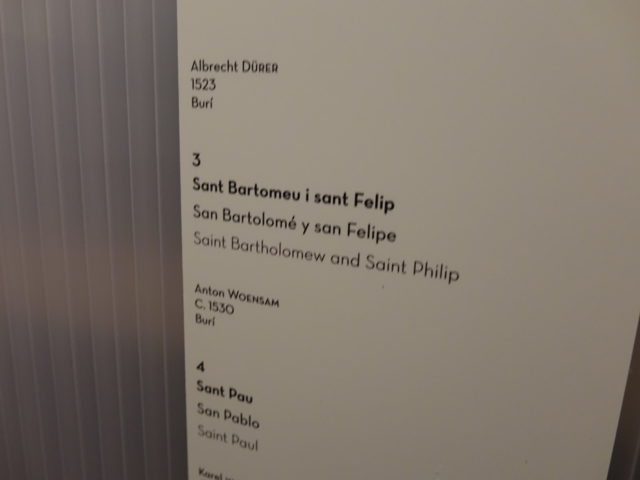 Albrecht DÜRER
1523
Burí
3
Sant Bartomeu i sant Felip
San Bartolomé y san Felipe
Saint Bartholomew and Saint Philip
Anton WOENSAM
C. 1530
Burí
4
Sant Pau
San Pablo
Saint Paul
Karel